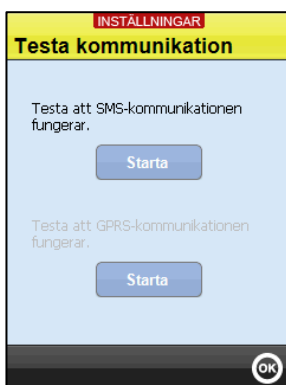 INSTÄLLNINGAR
Testa kommunikation
Testa att SMS-kommunikationen
fungerar.
Starta
Testa att GPRS-kommunikationen
fungerar.
Starta
OK